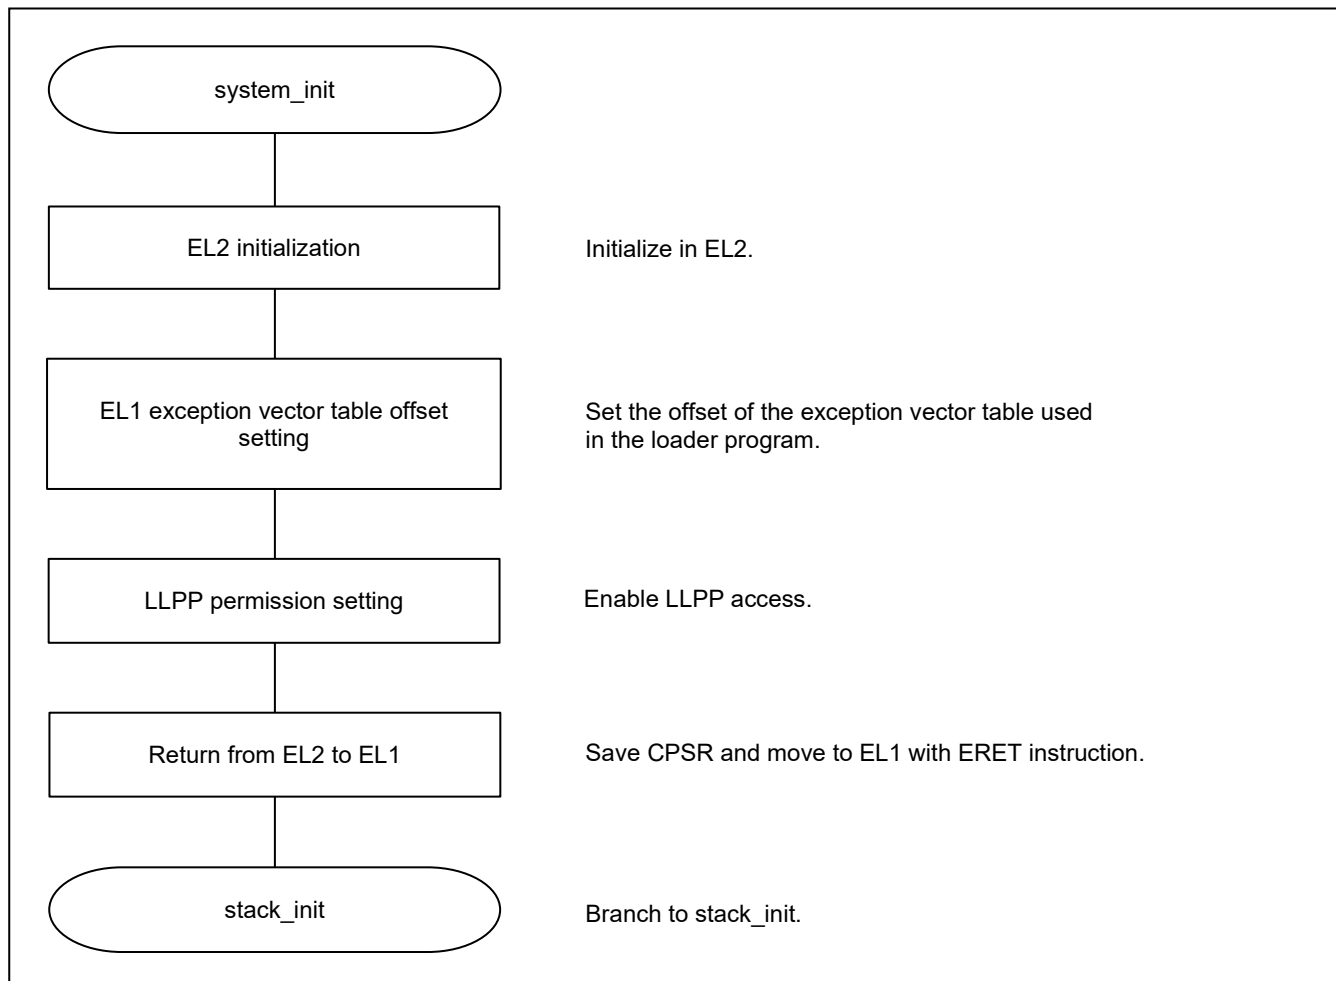 system_init
EL2 initialization
Initialize in EL2.
EL1 exception vector table offset
setting
Set the offset of the exception vector table used
in the loader program.
LLPP permission setting
Enable LLPP access.
Return from EL2 to EL1
Save CPSR and move to EL1 with ERET instruction.
stack_init
Branch to stack_init.